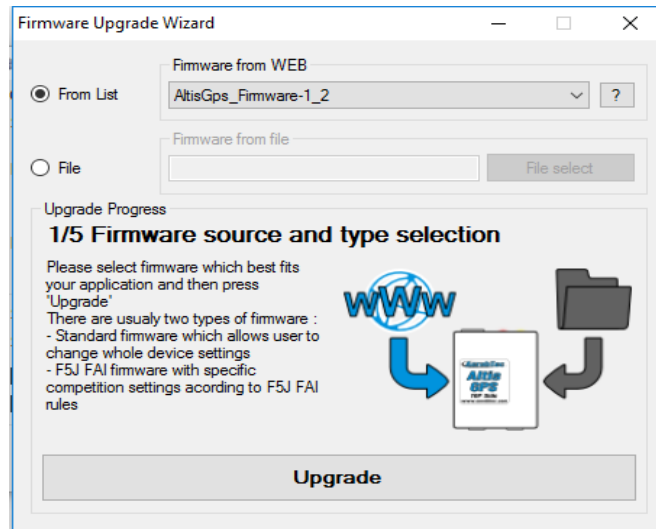 Firmware Upgrade Wizard
Firmware from WEB
From List
AltisGps_Firmware-1_2
?
Firmware from file
File
File select
Upgrade Progress
1/5 Firmware source and type selection
Please select firmware which best fits
your application and then press
'Upgrade'
There are usualy two types of firmware :
- Standard firmware which allows user to
change whole device settings
- F5J FAI firmware with specific
competition settings acording to F5J FAI
rules
wWw
AerobTec
Altis
GPS
Upgrade